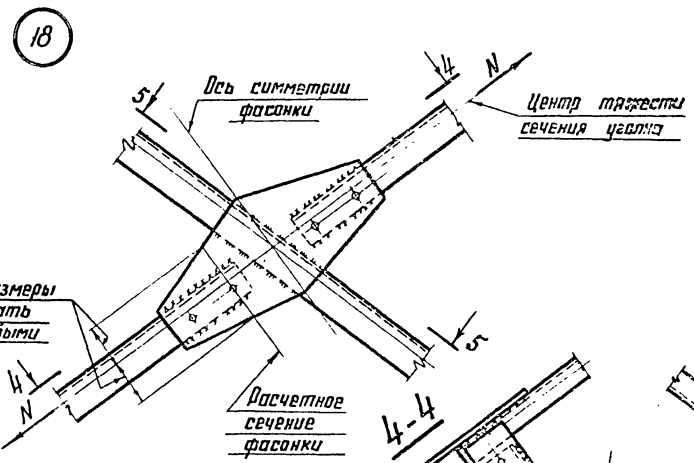 18
Ось симметрии
фасонки
4
N
5
Центр тяжести
сечения уголка
4
N
5
Расчетное
сечение
фасонки
4-4